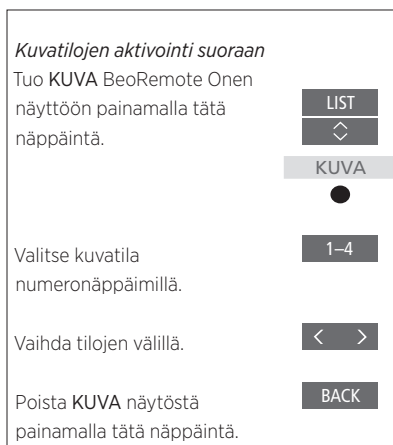 Kuvatilojen aktivointi suoraan
Tuo KUVA BeoRemote Onen
näyttöön painamalla tätä
näppäintä.
LIST
KUVA
Valitse kuvatila
numeronäppäimillä.
1–4
Vaihda tilojen välillä.
< >
Poista KUVA näytöstä
painamalla tätä näppäintä.
BACK